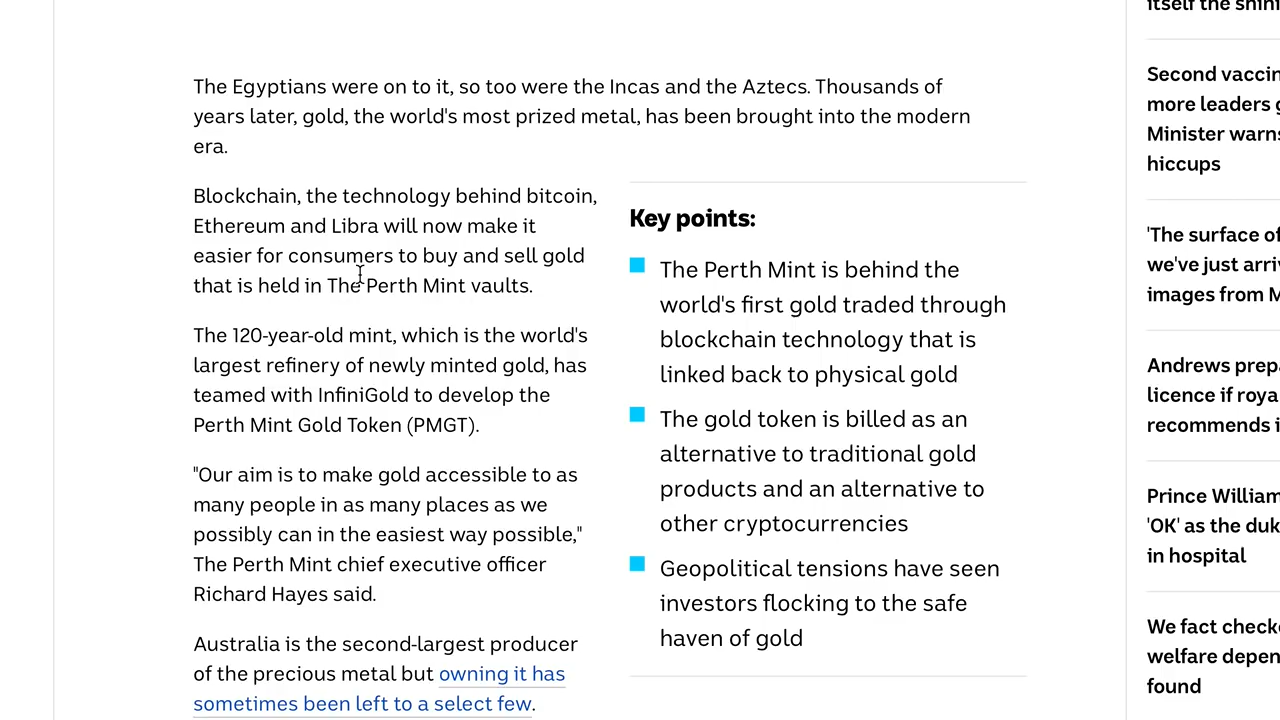 The Egyptians were on to it, so too were the Incas and the Aztecs. Thousands of
years later, gold, the world's most prized metal, has been brought into the modern
era.
Blockchain, the technology behind bitcoin,
Ethereum and Libra will now make it
easier for consumers to buy and sell gold
that is held in The Perth Mint vaults.
The 120-year-old mint, which is the world's
largest refinery of newly minted gold, has
teamed with InfiniGold to develop the
Perth Mint Gold Token (PMGT).
"Our aim is to make gold accessible to as
many people in as many places as we
possibly can in the easiest way possible,"
The Perth Mint chief executive officer
Richard Hayes said.
Australia is the second-largest producer
of the precious metal but owning it has
sometimes been left to a select few.
Key points:
The Perth Mint is behind the
world's first gold traded through
blockchain technology that is
linked back to physical gold
The gold token is billed as an
alternative to traditional gold
products and an alternative to
other cryptocurrencies
Geopolitical tensions have seen
investors flocking to the safe
haven of gold
itself the
Second
more leaders
Minister
hiccups
'The surface of
we've just
images from
Andrews
licence if
recommends
Prince William
'OK' as the
in hospital
We fact
welfare
found